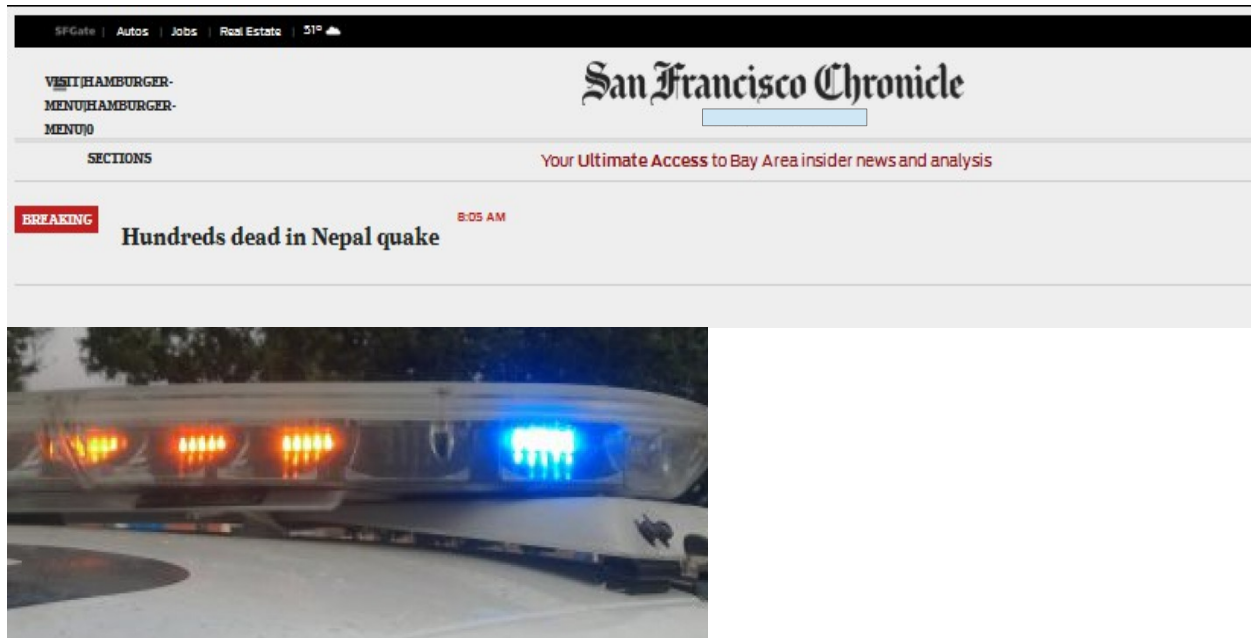 SFGate | Autos | Jobs | Real Estate | 51°
San Francisco Chronicle
VISIT|HAMBURGER-
MENU|HAMBURGER-
MENU|0
SECTIONS
Your Ultimate Access to Bay Area insider news and analysis
BREAKING
Hundreds dead in Nepal quake
8:05 AM